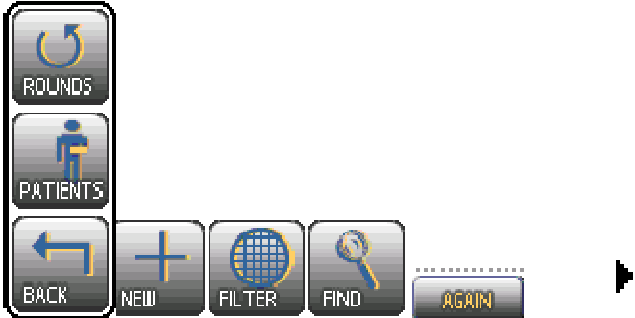 ROUNDS
PATIENTS
BACK
NEW
FILTER
FIND
AGAIN